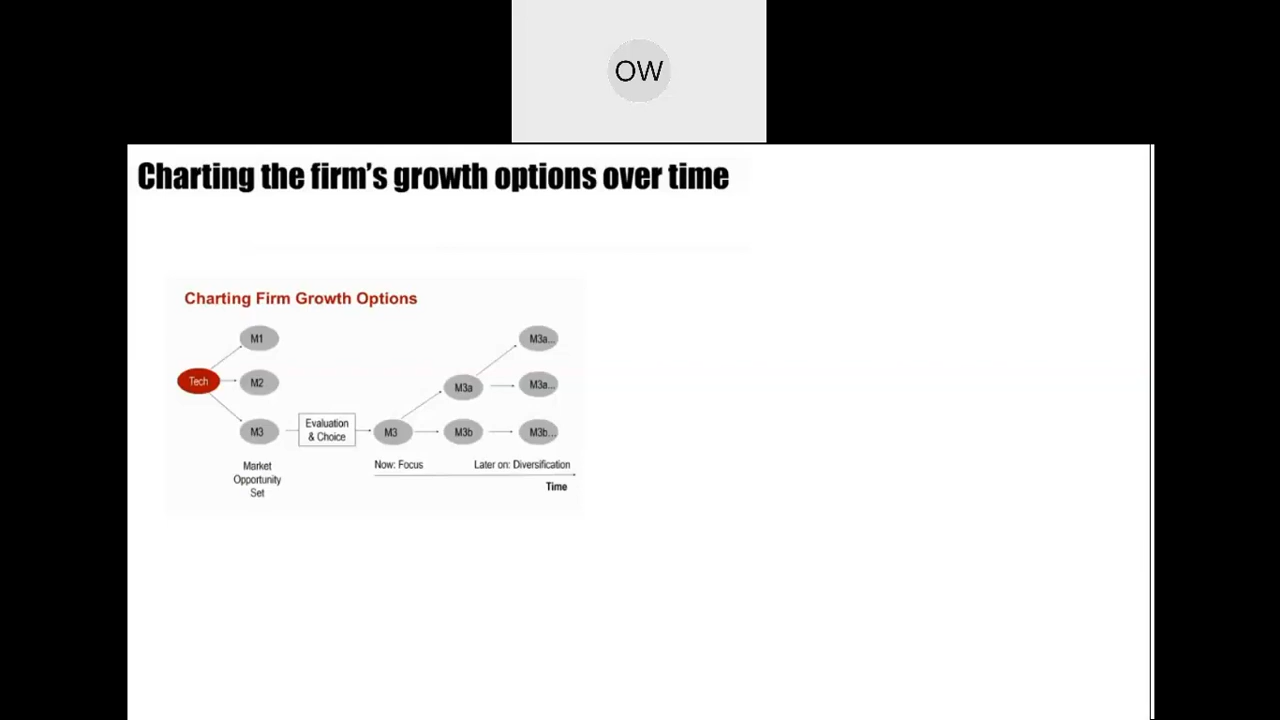 OW
Charting the firm's growth options over time
Charting Firm Growth Options
M1
M3a...
Tech
M2
M3a
M3a...
M3
Evaluation
& Choice
M3
M3b
M3b...
Market
Opportunity
Set
Now: Focus
Later on: Diversification
Time